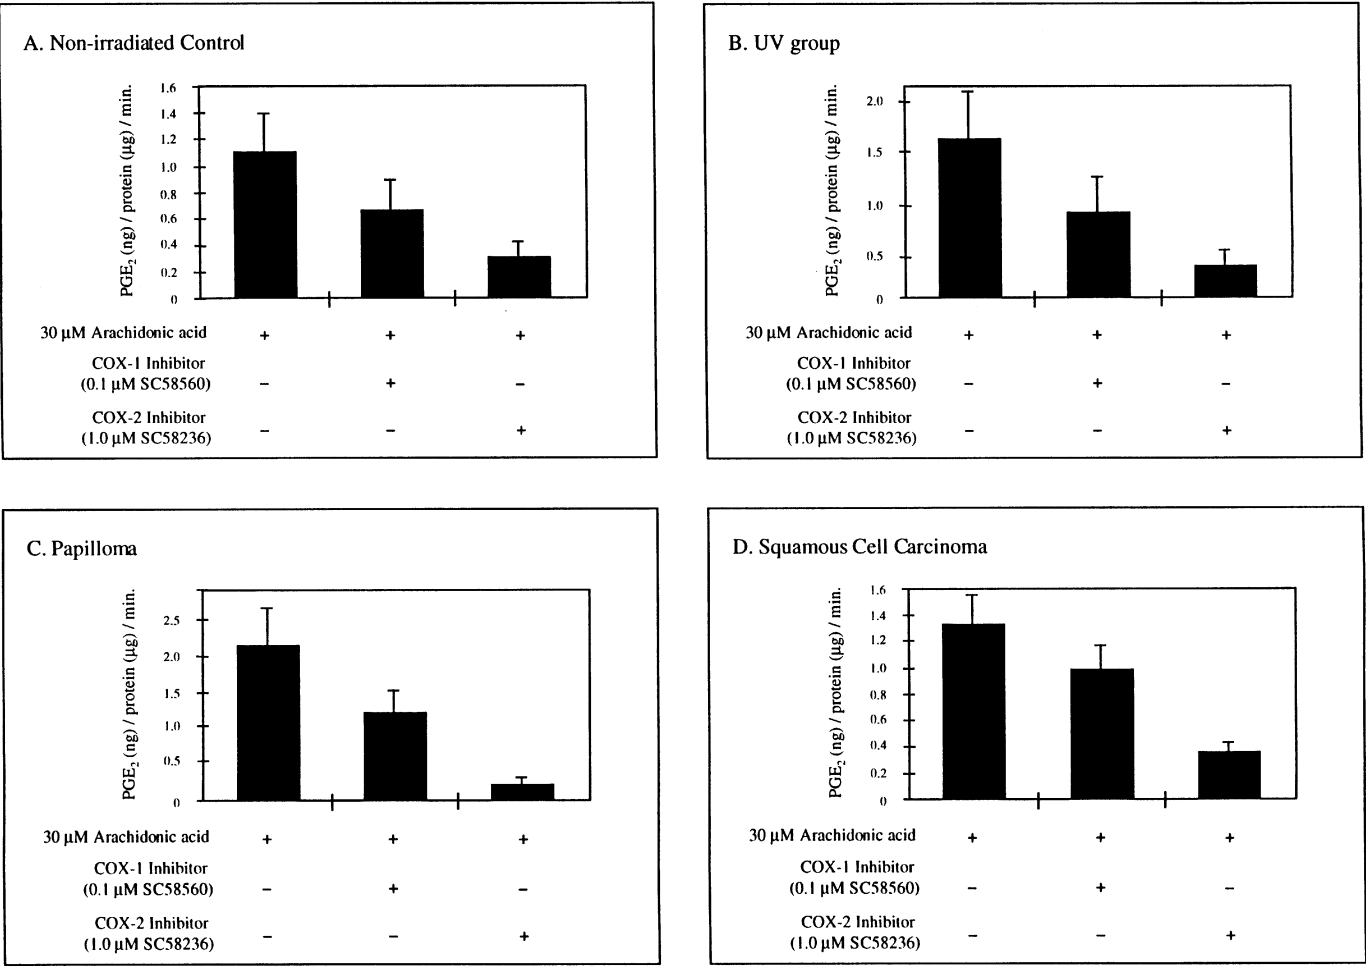 A. Non-irradiated Control
PGE₂ (ng) / protein (µg) / min.
1.6
1.4
1.2
1.0
0.8
0.6
0.4
0.2
0
30 µM Arachidonic acid + + +
COX-1 Inhibitor
(0.1 µM SC58560) – + –
COX-2 Inhibitor
(1.0 µM SC58236) – – +
B. UV group
PGE₂ (ng) / protein (µg) / min.
2.0
1.5
1.0
0.5
0
30 µM Arachidonic acid + + +
COX-1 Inhibitor
(0.1 µM SC58560) – + –
COX-2 Inhibitor
(1.0 µM SC58236) – – +
C. Papilloma
PGE₂ (ng) / protein (µg) / min.
2.5
2.0
1.5
1.0
0.5
0
30 µM Arachidonic acid + + +
COX-1 Inhibitor
(0.1 µM SC58560) – + –
COX-2 Inhibitor
(1.0 µM SC58236) – – +
D. Squamous Cell Carcinoma
PGE₂ (ng) / protein (µg) / min.
1.6
1.4
1.2
1.0
0.8
0.6
0.4
0.2
0
30 µM Arachidonic acid + + +
COX-1 Inhibitor
(0.1 µM SC58560) – + –
COX-2 Inhibitor
(1.0 µM SC58236) – – +